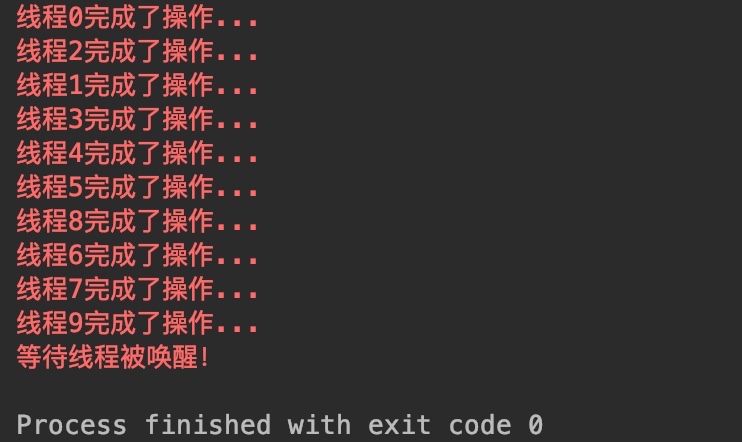 线程0完成了操作...
线程2完成了操作...
线程1完成了操作...
线程3完成了操作...
线程4完成了操作...
线程5完成了操作...
线程8完成了操作...
线程6完成了操作...
线程7完成了操作...
线程9完成了操作...
等待线程被唤醒!
Process finished with exit code 0